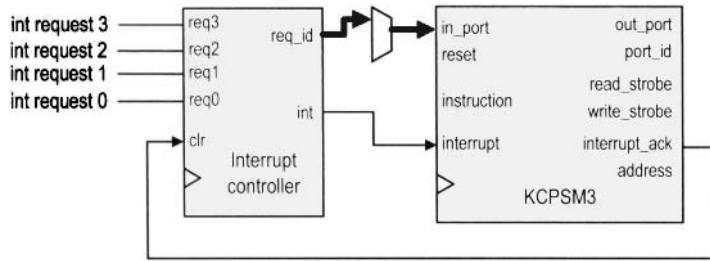 int request 3
int request 2
int request 1
int request 0
req3
req2
req1
req0
clr
req_id
int
Interrupt
controller
in_port
reset
instruction
interrupt
out_port
port_id
read_strobe
write_strobe
interrupt_ack
address
KCPSM3